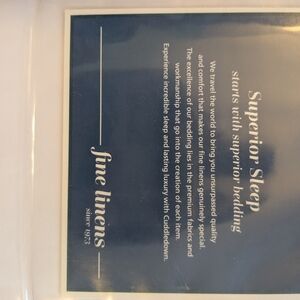 Superior Sleep
starts with superior bedding
We travel the world to bring you unsurpassed quality
and comfort that makes our fine linens genuinely special.
The excellence of our bedding lies in the premium fabrics and
workmanship that go into the creation of each item.
Experience incredible sleep and lasting luxury with Cuddledown.
fine linens
since 1973